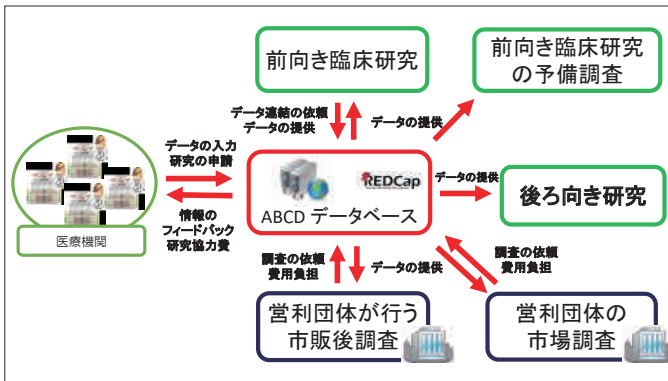 前向き臨床研究
前向き臨床研究
の予備調査
データ連結の依頼
データの提供
データの提供
データの入力
研究の申請
REDCap
ABCD データベース
データの提供
後ろ向き研究
医療機関
情報の
フィードバック
研究協力費
調査の依頼
費用負担
データの提供
調査の依頼
費用負担
営利団体が行う
市販後調査
営利団体の
市場調査